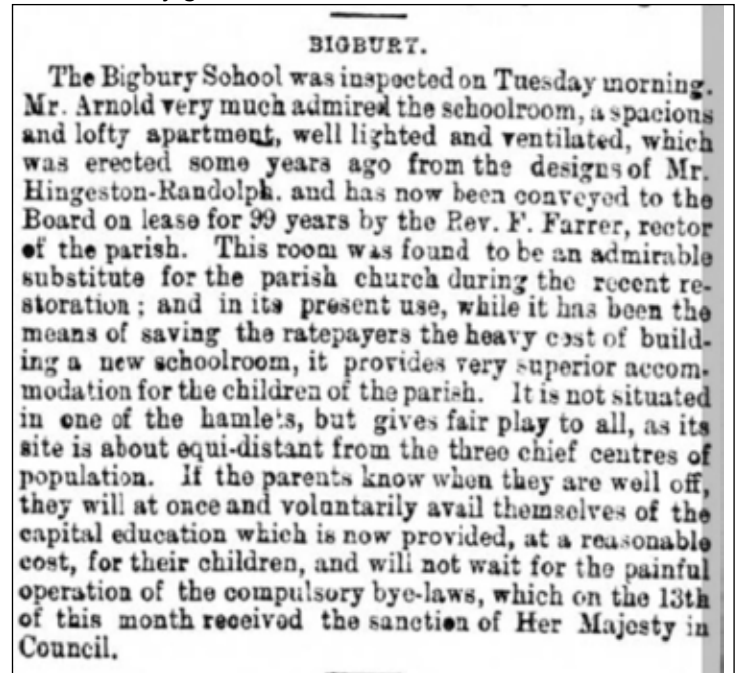 BIGBURY.
The Bigbury School was inspected on Tuesday morning.
Mr. Arnold very much admired the schoolroom, a spacious
and lofty apartment, well lighted and ventilated, which
was erected some years ago from the designs of Mr.
Hingeston-Randolph. and has now been conveyed to the
Board on lease for 99 years by the Rev. F. Farrer, rector
of the parish. This room was found to be an admirable
substitute for the parish church during the recent re-
storation ; and in its present use, while it has been the
means of saving the ratepayers the heavy cost of build-
ing a new schoolroom, it provides very superior accom-
modation for the children of the parish. It is not situated
in one of the hamlets, but gives fair play to all, as its
site is about equi-distant from the three chief centres of
population. If the parents know when they are well off,
they will at once and voluntarily avail themselves of the
capital education which is now provided, at a reasonable
cost, for their children, and will not wait for the painful
operation of the compulsory bye-laws, which on the 13th
of this month received the sanction of Her Majesty in
Council.